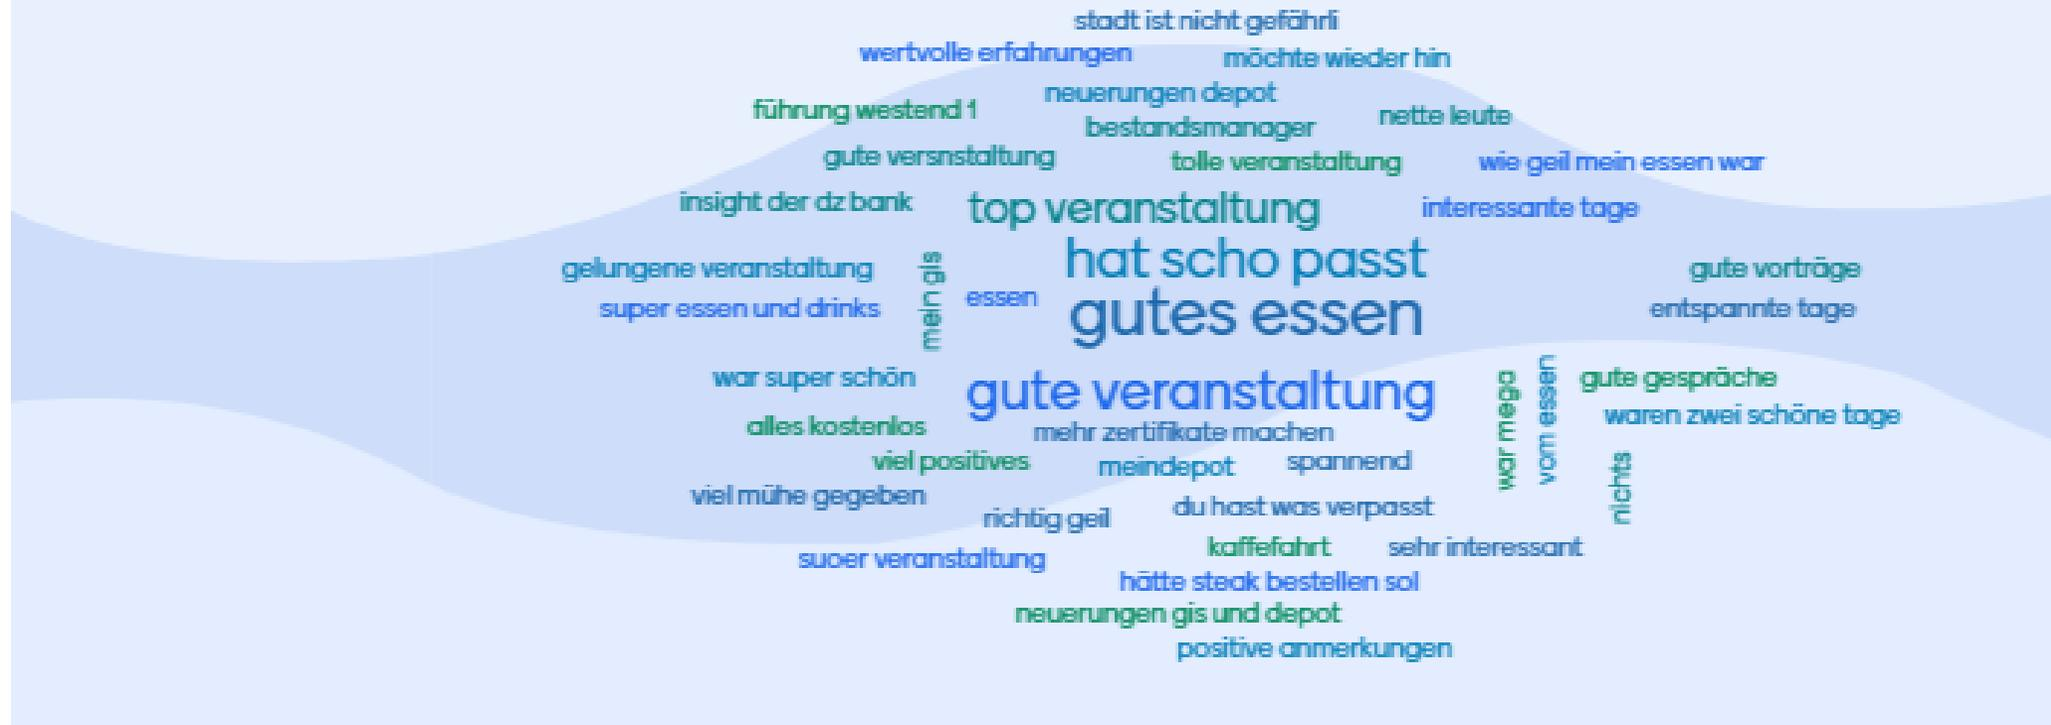 stadt ist nicht gefährli
wertvolle erfahrungen
möchte wieder hin
neuerungen depot
führung westend 1
nette leute
bestandsmanager
gute versnstaltung
tolle veranstaltung
wie geil mein essen war
insight der dz bank
top veranstaltung
interessante tage
hat scho passt
gelungene veranstaltung
mein gis
essen
gute vorträge
super essen und drinks
gutes essen
entspannte tage
war super schön
gute veranstaltung
war mega
vom essen
gute gespräche
waren zwei schöne tage
alles kostenlos
mehr zertifikate machen
viel positives
meindepot
spannend
nichts
viel mühe gegeben
richtig geil
du hast was verpasst
suoer veranstaltung
kaffefahrt
sehr interessant
hätte steak bestellen sol
neuerungen gis und depot
positive anmerkungen